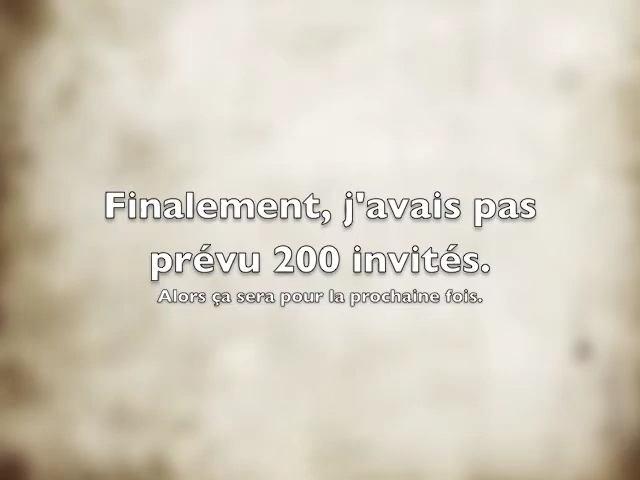 Finalement, j'avais pas
prévu 200 invités.
Alors ça sera pour la prochaine fois.